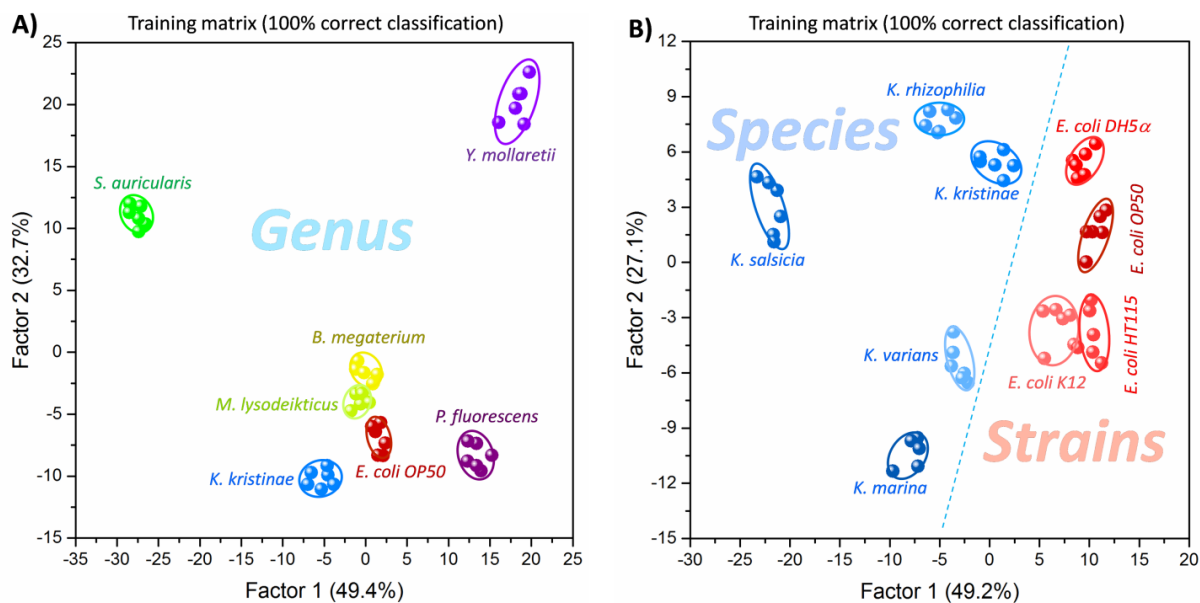 A)
Training matrix (100% correct classification)
25
20
15
10
5
0
-5
-10
-15
Factor 2 (32.7%)
Y. mollaretii
S. auricularis
Genus
B. megaterium
M. lysodeikticus
P. fluorescens
E. coli OP50
K. kristinae
-35 -30 -25 -20 -15 -10 -5 0 5 10 15 20 25
Factor 1 (49.4%)
B)
Training matrix (100% correct classification)
12
9
6
3
0
-3
-6
-9
-12
-15
Factor 2 (27.1%)
K. rhizophilia
Species
E. coli DH5α
K. kristinae
E. coli OP50
K. salsicia
K. varians
E. coli HT115
E. coli K12
Strains
K. marina
-30 -25 -20 -15 -10 -5 0 5 10 15 20
Factor 1 (49.2%)